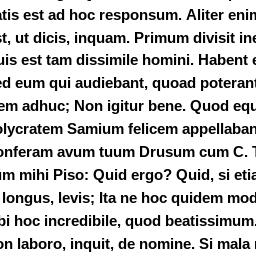 atis est ad hoc responsum. Aliter enim
st, ut dicis, inquam. Primum divisit ine
uis est tam dissimile homini. Habent e
ed eum qui audiebant, quoad poterant
em adhuc; Non igitur bene. Quod equ
olycratem Samium felicem appellaban
onferam avum tuum Drusum cum C. T
um mihi Piso: Quid ergo? Quid, si etia
longus, levis; Ita ne hoc quidem mod
bi hoc incredibile, quod beatissimum.
on laboro, inquit, de nomine. Si mala n